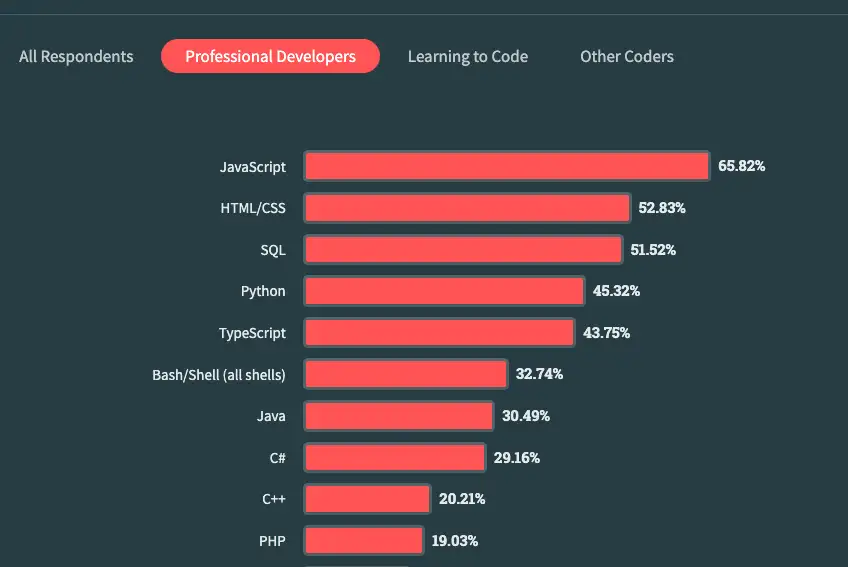 All Respondents Professional Developers Learning to Code Other Coders
JavaScript 65.82%
HTML/CSS 52.83%
SQL 51.52%
Python 45.32%
TypeScript 43.75%
Bash/Shell (all shells) 32.74%
Java 30.49%
C# 29.16%
C++ 20.21%
PHP 19.03%